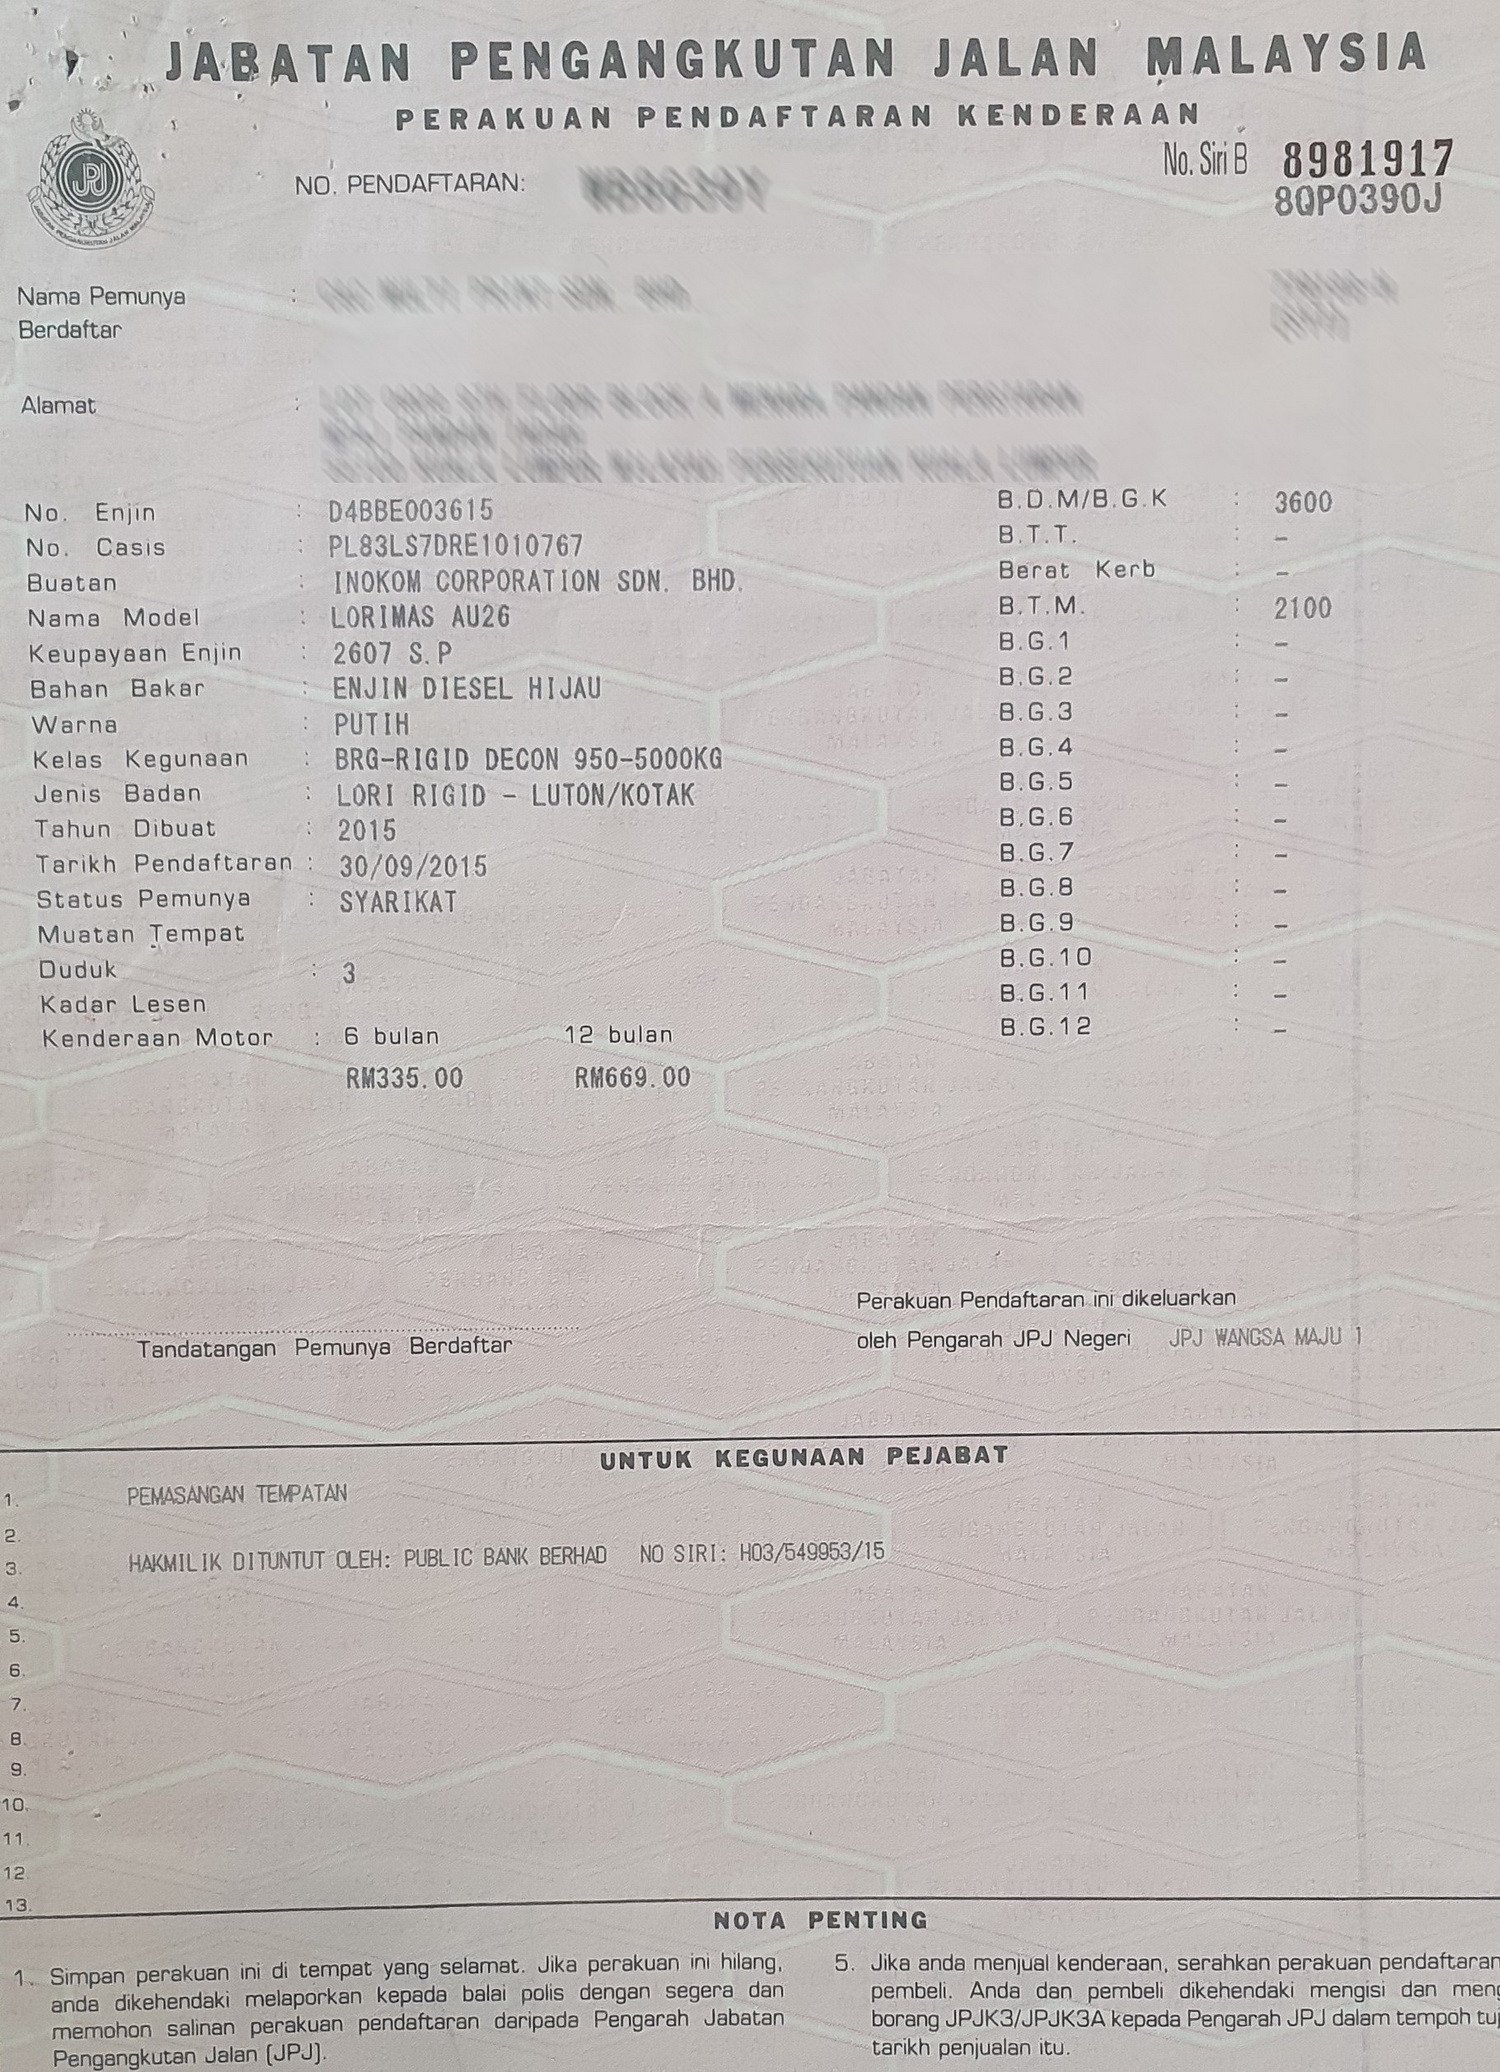 JABATAN PENGANGKUTAN JALAN MALAYSIA
PERAKUAN PENDAFTARAN KENDERAAN
No. Siri B 8981917
8QP0390J
JPJ
NO. PENDAFTARAN:
Nama Pemunya :
Berdaftar
Alamat :
No. Enjin : D4BBE003615
No. Casis : PL83LS7DRE1010767
Buatan : INOKOM CORPORATION SDN. BHD.
Nama Model : LORIMAS AU26
Keupayaan Enjin : 2607 S.P
Bahan Bakar : ENJIN DIESEL HIJAU
Warna : PUTIH
Kelas Kegunaan : BRG-RIGID DECON 950-5000KG
Jenis Badan : LORI RIGID - LUTON/KOTAK
Tahun Dibuat : 2015
Tarikh Pendaftaran : 30/09/2015
Status Pemunya : SYARIKAT
Muatan Tempat
Duduk : 3
Kadar Lesen
Kenderaan Motor : 6 bulan 12 bulan
RM335.00 RM669.00
B.D.M/B.G.K : 3600
B.T.T. : -
Berat Kerb : -
B.T.M. : 2100
B.G.1 : -
B.G.2 : -
B.G.3 : -
B.G.4 : -
B.G.5 : -
B.G.6 : -
B.G.7 : -
B.G.8 : -
B.G.9 : -
B.G.10 : -
B.G.11 : -
B.G.12 : -
Tandatangan Pemunya Berdaftar
Perakuan Pendaftaran ini dikeluarkan
oleh Pengarah JPJ Negeri JPJ WANGSA MAJU 1
UNTUK KEGUNAAN PEJABAT
1. PEMASANGAN TEMPATAN
2.
3. HAKMILIK DITUNTUT OLEH: PUBLIC BANK BERHAD NO SIRI: H03/549953/15
4.
5.
6.
7.
8.
9.
10.
11.
12.
13.
NOTA PENTING
1. Simpan perakuan ini di tempat yang selamat. Jika perakuan ini hilang,
anda dikehendaki melaporkan kepada balai polis dengan segera dan
memohon salinan perakuan pendaftaran daripada Pengarah Jabatan
Pengangkutan Jalan (JPJ).
5. Jika anda menjual kenderaan, serahkan perakuan pendaftaran
pembeli. Anda dan pembeli dikehendaki mengisi dan
borang JPJK3/JPJK3A kepada Pengarah JPJ dalam tempoh
tarikh penjualan itu.